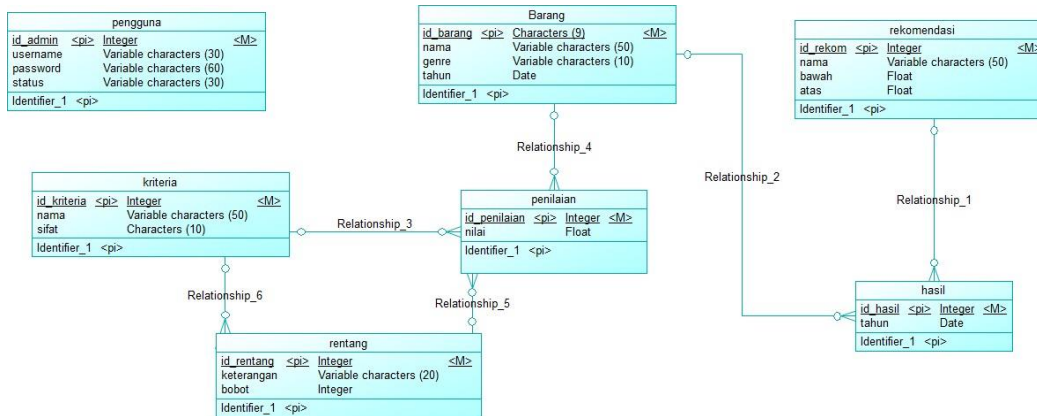 pengguna
id_admin <pi> Integer <M>
username Variable characters (30)
password Variable characters (60)
status Variable characters (30)
Identifier_1 <pi>
Barang
id_barang <pi> Characters (9) <M>
nama Variable characters (50)
genre Variable characters (10)
tahun Date
Identifier_1 <pi>
rekomendasi
id_rekom <pi> Integer <M>
nama Variable characters (50)
bawah Float
atas Float
Identifier_1 <pi>
Relationship_4
Relationship_2
Relationship_1
kriteria
id_kriteria <pi> Integer <M>
nama Variable characters (50)
sifat Characters (10)
Identifier_1 <pi>
Relationship_3
penilaian
id_penilaian <pi> Integer <M>
nilai Float
Identifier_1 <pi>
Relationship_6
Relationship_5
hasil
id_hasil <pi> Integer <M>
tahun Date
Identifier_1 <pi>
rentang
id_rentang <pi> Integer <M>
keterangan Variable characters (20)
bobot Integer
Identifier_1 <pi>